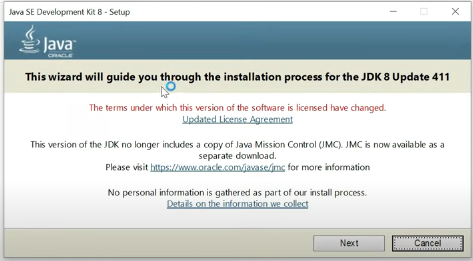 Java SE Development Kit 8 - Setup
Java
ORACLE
This wizard will guide you through the installation process for the JDK 8 Update 411
The terms under which this version of the software is licensed have changed.
Updated License Agreement
This version of the JDK no longer includes a copy of Java Mission Control (JMC). JMC is now available as a
separate download.
Please visit https://www.oracle.com/javase/jmc for more information
No personal information is gathered as part of our install process.
Details on the information we collect
Next
Cancel